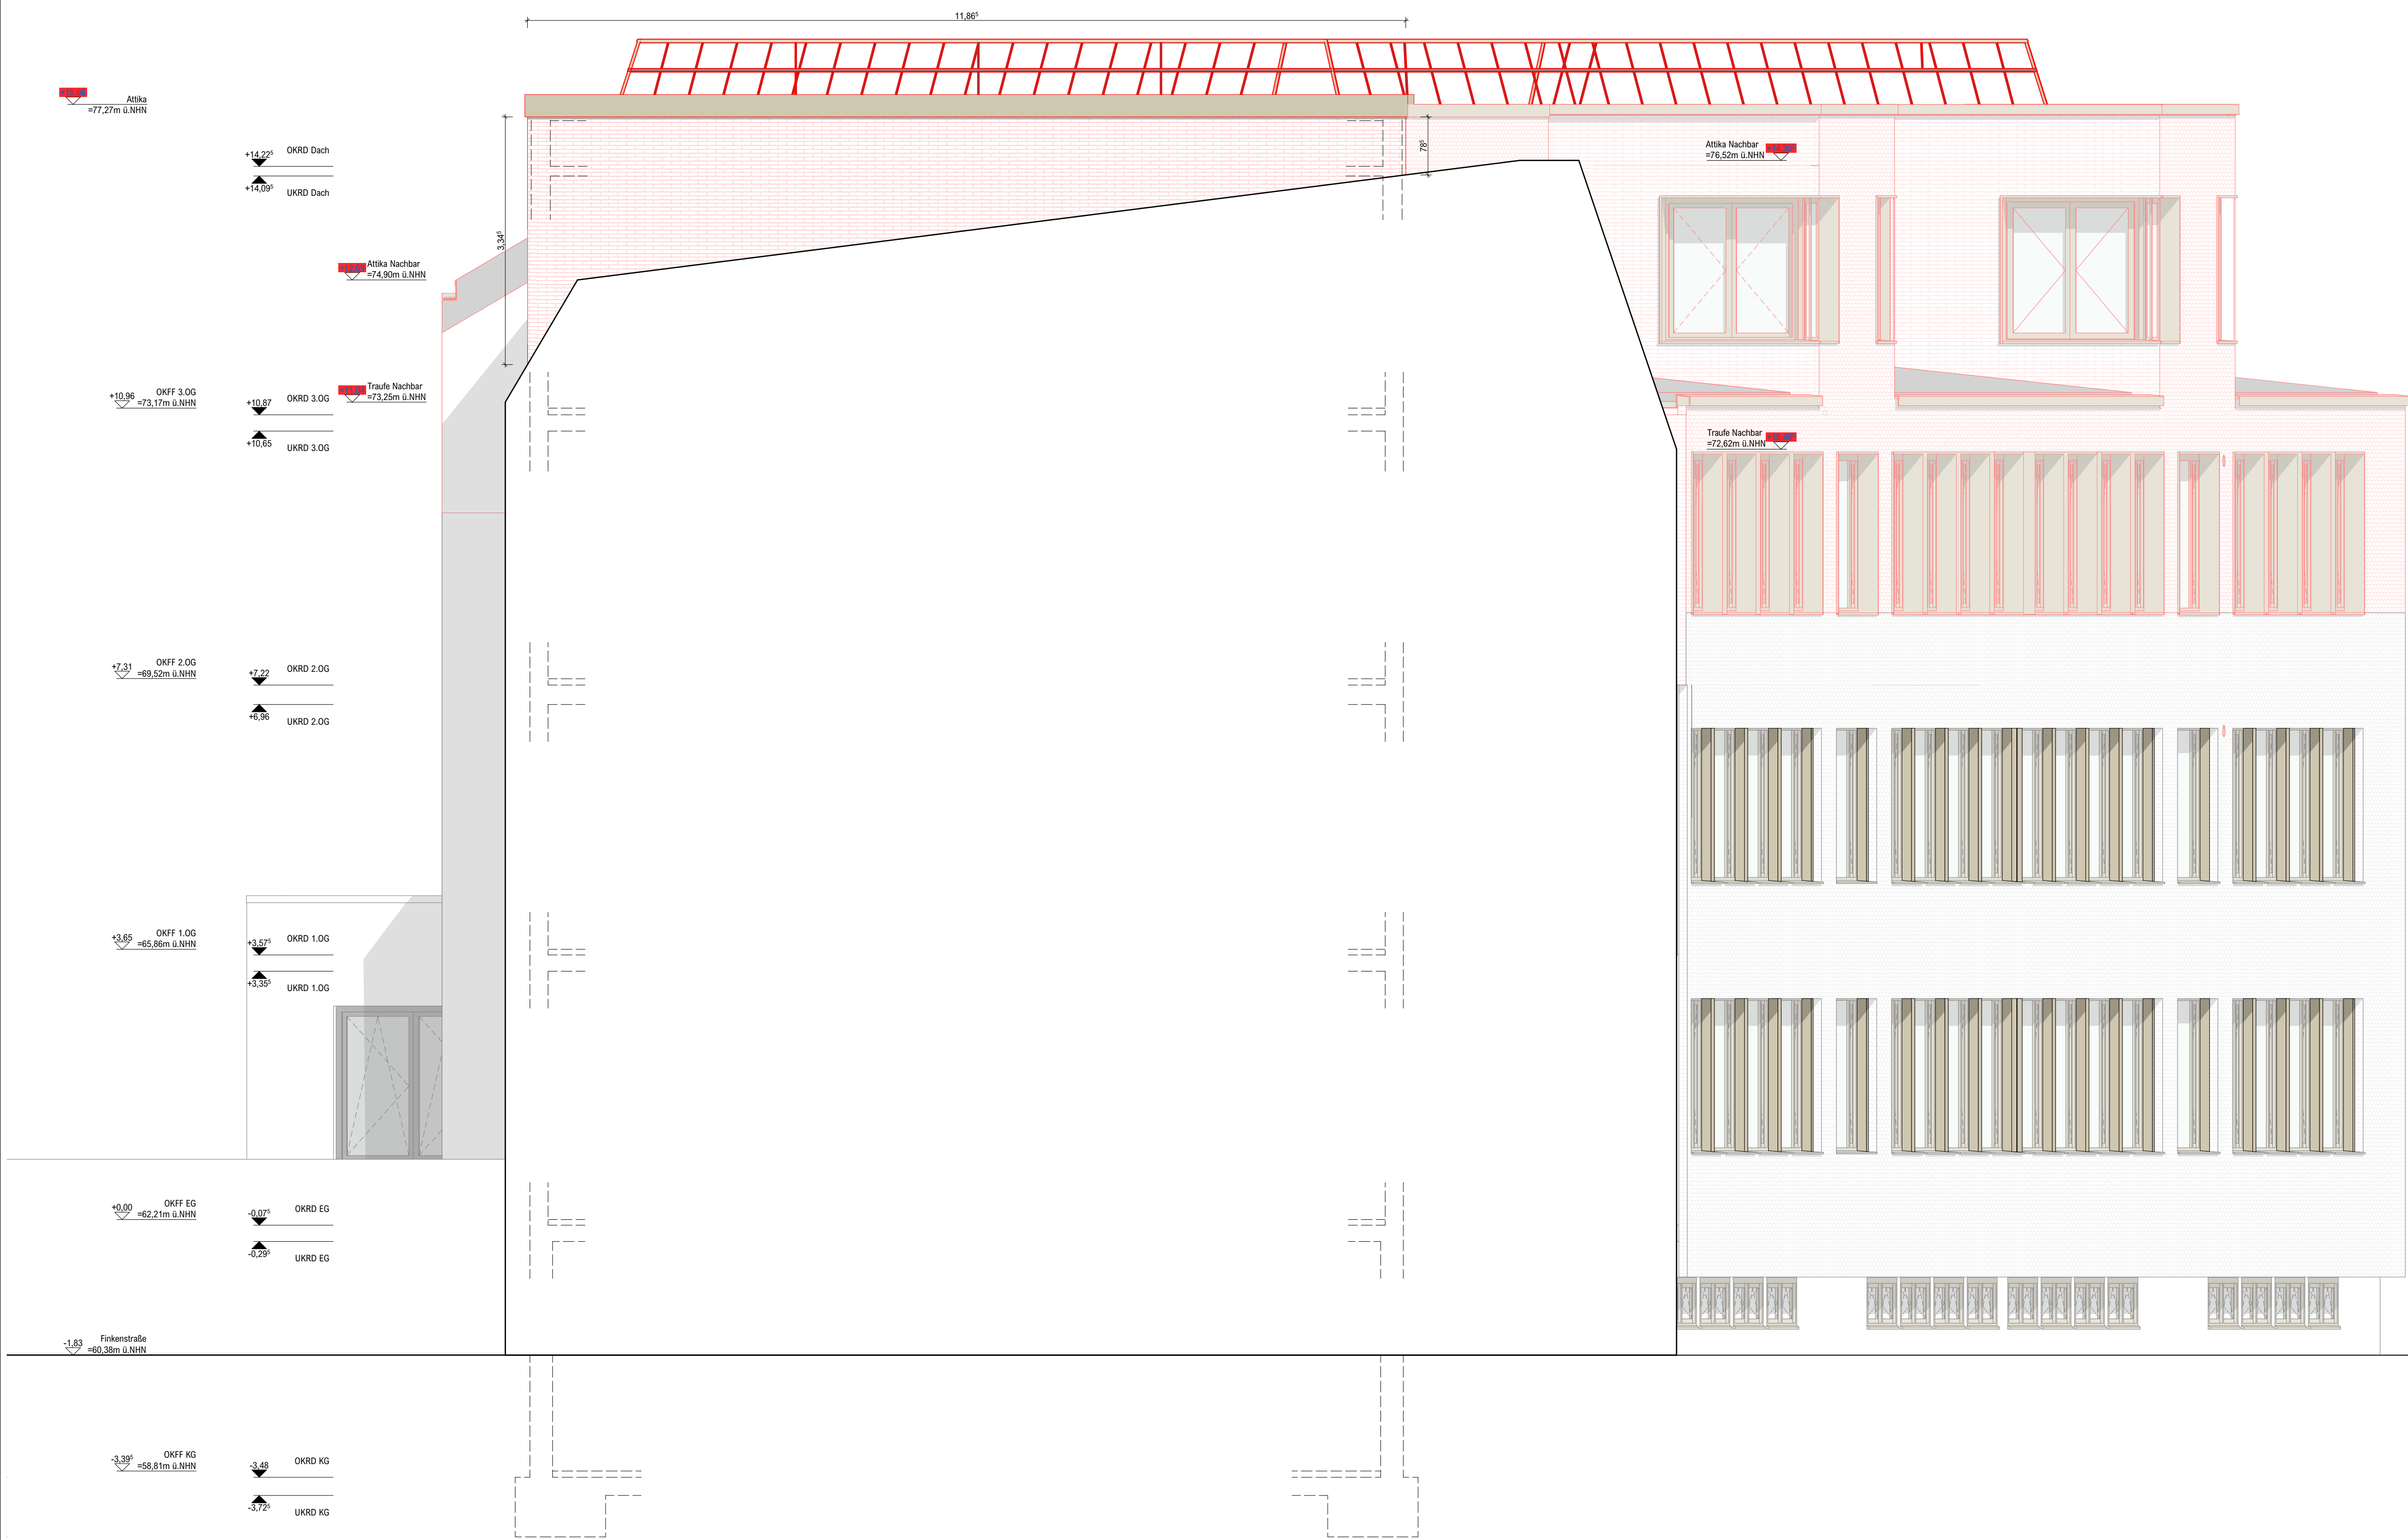 11,86⁵
Attika
=77,27m ü.NHN
+14,22⁵
OKRD Dach
+14,09⁵
UKRD Dach
78⁵
Attika Nachbar
=76,52m ü.NHN
3,34⁵
Attika Nachbar
=74,90m ü.NHN
Traufe Nachbar
=73,25m ü.NHN
+10,96
OKFF 3.OG
=73,17m ü.NHN
+10,87
OKRD 3.OG
+10,65
UKRD 3.OG
Traufe Nachbar
=72,62m ü.NHN
+7,31
OKFF 2.OG
=69,52m ü.NHN
+7,22
OKRD 2.OG
+6,96
UKRD 2.OG
+3,65
OKFF 1.OG
=65,86m ü.NHN
+3,57⁵
OKRD 1.OG
+3,35⁵
UKRD 1.OG
+0,00
OKFF EG
=62,21m ü.NHN
-0,07⁵
OKRD EG
-0,29⁵
UKRD EG
-1,83
Finkenstraße
=60,38m ü.NHN
-3,39⁵
OKFF KG
=58,81m ü.NHN
-3,48
OKRD KG
-3,72⁵
UKRD KG